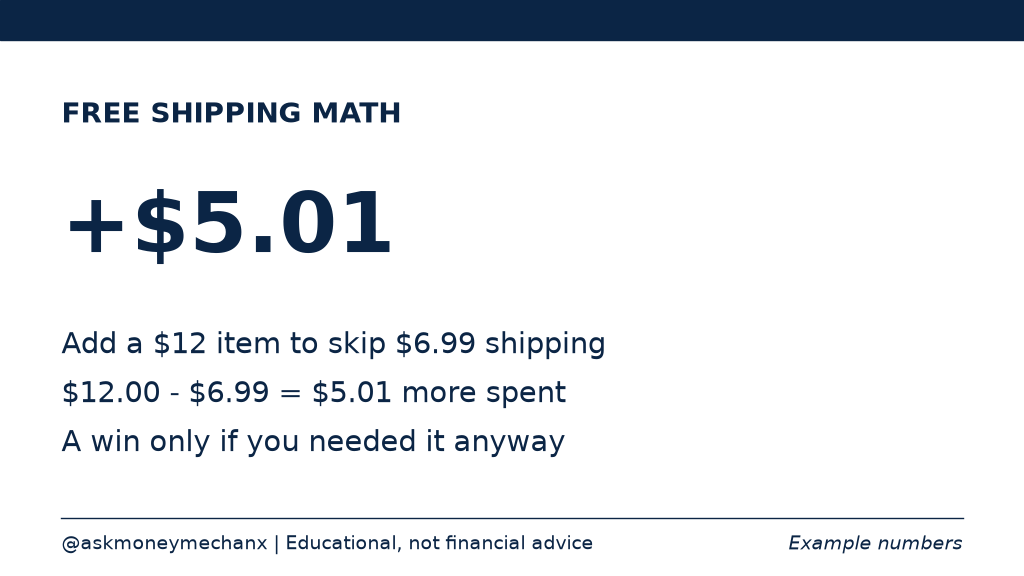 FREE SHIPPING MATH
+$5.01
Add a $12 item to skip $6.99 shipping
$12.00 - $6.99 = $5.01 more spent
A win only if you needed it anyway
@askmoneymechanx | Educational, not financial advice
Example numbers